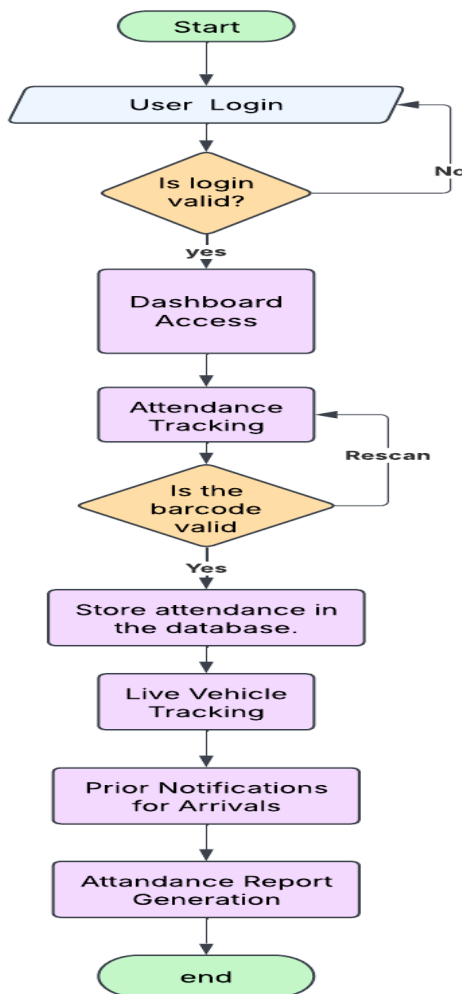 Start
User Login
Is login
valid?
No
yes
Dashboard
Access
Attendance
Tracking
Rescan
Is the
barcode
valid
Yes
Store attendance in
the database.
Live Vehicle
Tracking
Prior Notifications
for Arrivals
Attandance Report
Generation
end